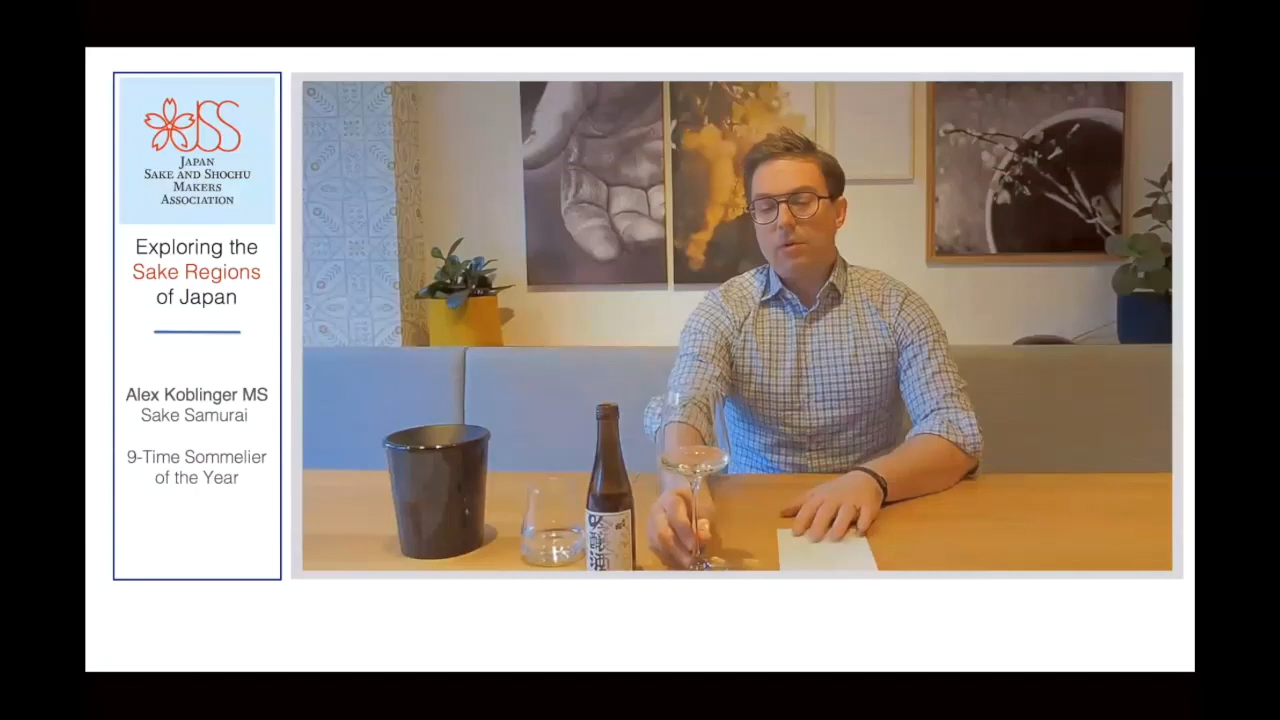 JSS
JAPAN
SAKE AND SHOCHU
MAKERS
ASSOCIATION
Exploring the
Sake Regions
of Japan
Alex Koblinger MS
Sake Samurai
9-Time Sommelier
of the Year